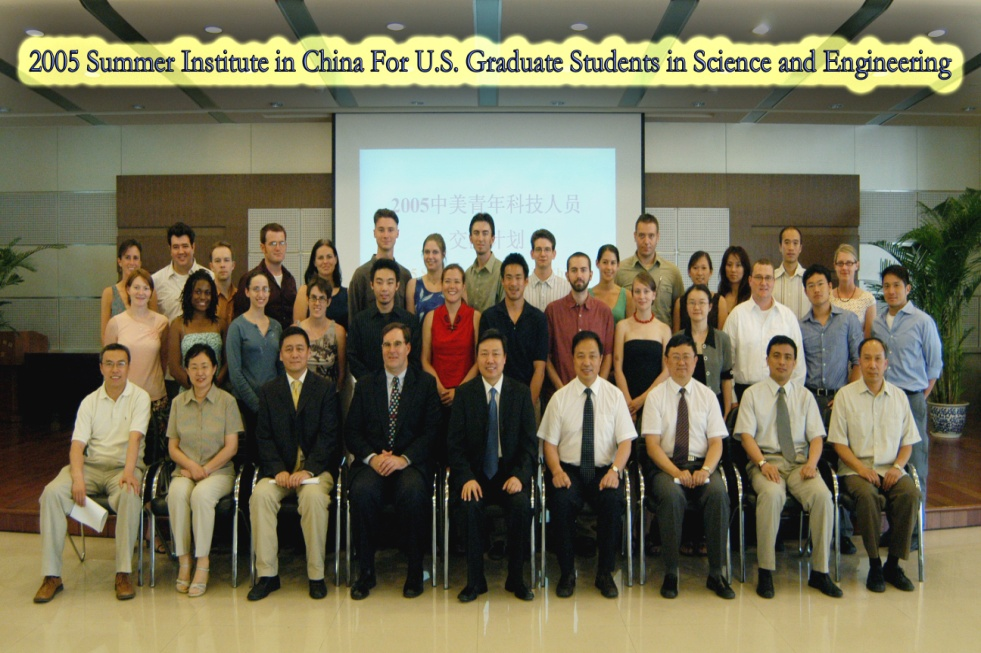 2005 Summer Institute in China For U.S. Graduate Students in Science and Engineering
2005中美青年科技人员
交流计划